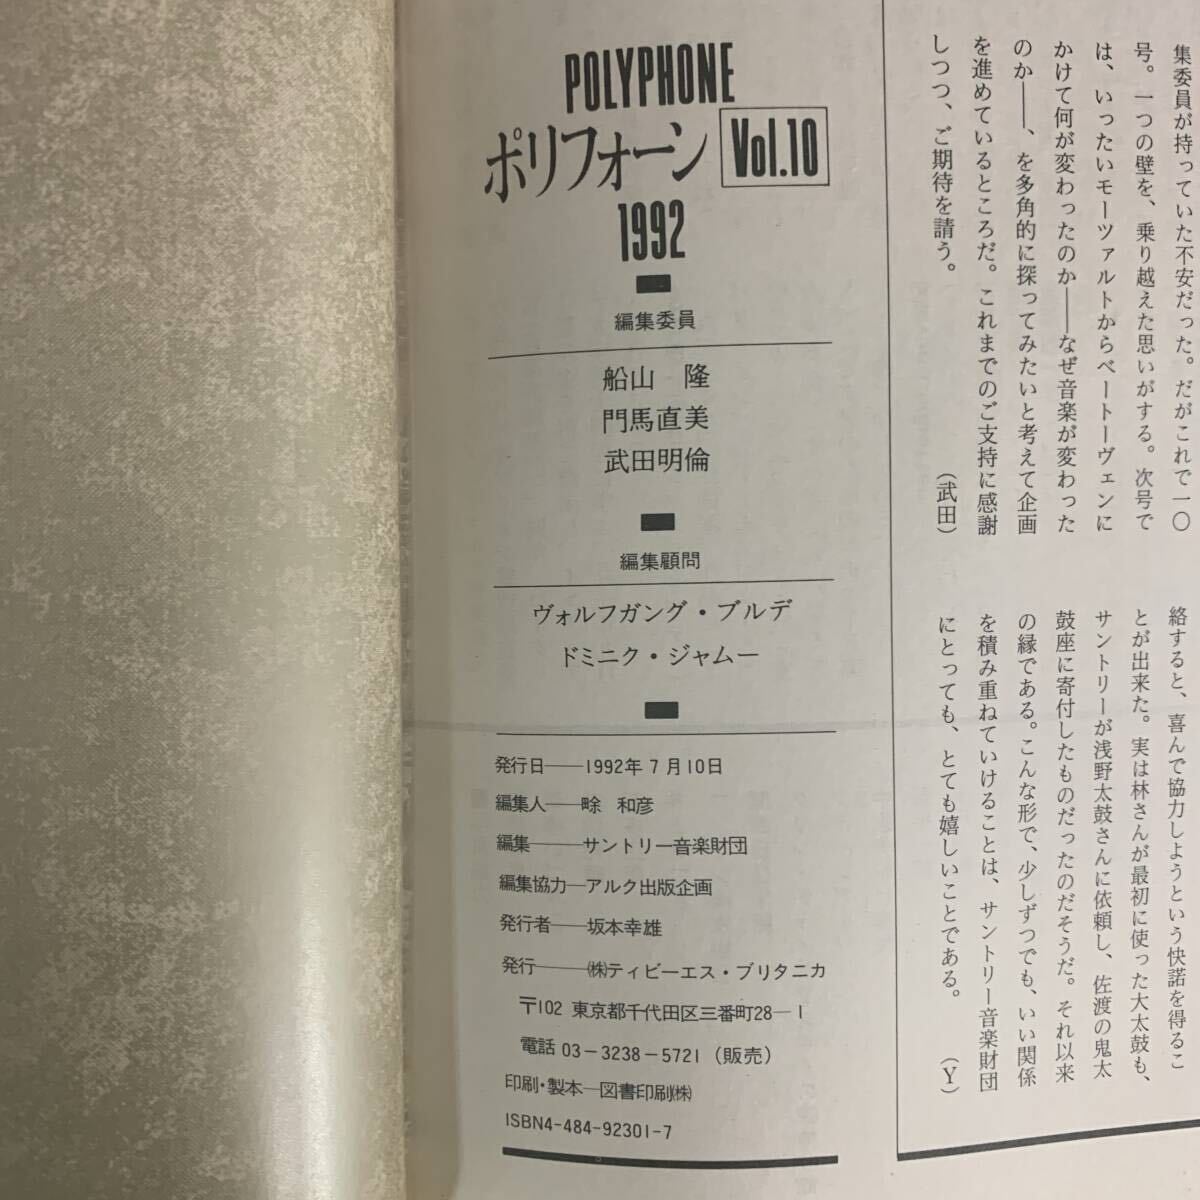 集委員が持っていた不安だった。だがこれで一〇
号。一つの壁を、乗り越えた思いがする。次号で
は、いったいモーツァルトからベートーヴェンに
かけて何が変わったのか——なぜ音楽が変わった
のか——、を多角的に探ってみたいと考えて企画
を進めているところだ。これまでのご支持に感謝
しつつ、ご期待を請う。
（武田）
絡すると、喜んで協力しようという快諾を得るこ
とが出来た。実は林さんが最初に使った大太鼓も、
サントリーが浅野太鼓さんに依頼し、佐渡の鬼太
鼓座に寄付したものだったのだそうだ。それ以来
の縁である。こんな形で、少しずつでも、いい関係
を積み重ねていけることは、サントリー音楽財団
にとっても、とても嬉しいことである。
（Y）
POLYPHONE
ポリフォーン Vol.10
1992
編集委員
船山　隆
門馬直美
武田明倫
編集顧問
ヴォルフガング・ブルデ
ドミニク・ジャムー
発行日——1992年7月10日
編集人——畭　和彦
編集——サントリー音楽財団
編集協力—アルク出版企画
発行者——坂本幸雄
発行——㈱ティビーエス・ブリタニカ
〒102 東京都千代田区三番町28—1
電話 03-3238-5721（販売）
印刷・製本—図書印刷㈱
ISBN4-484-92301-7